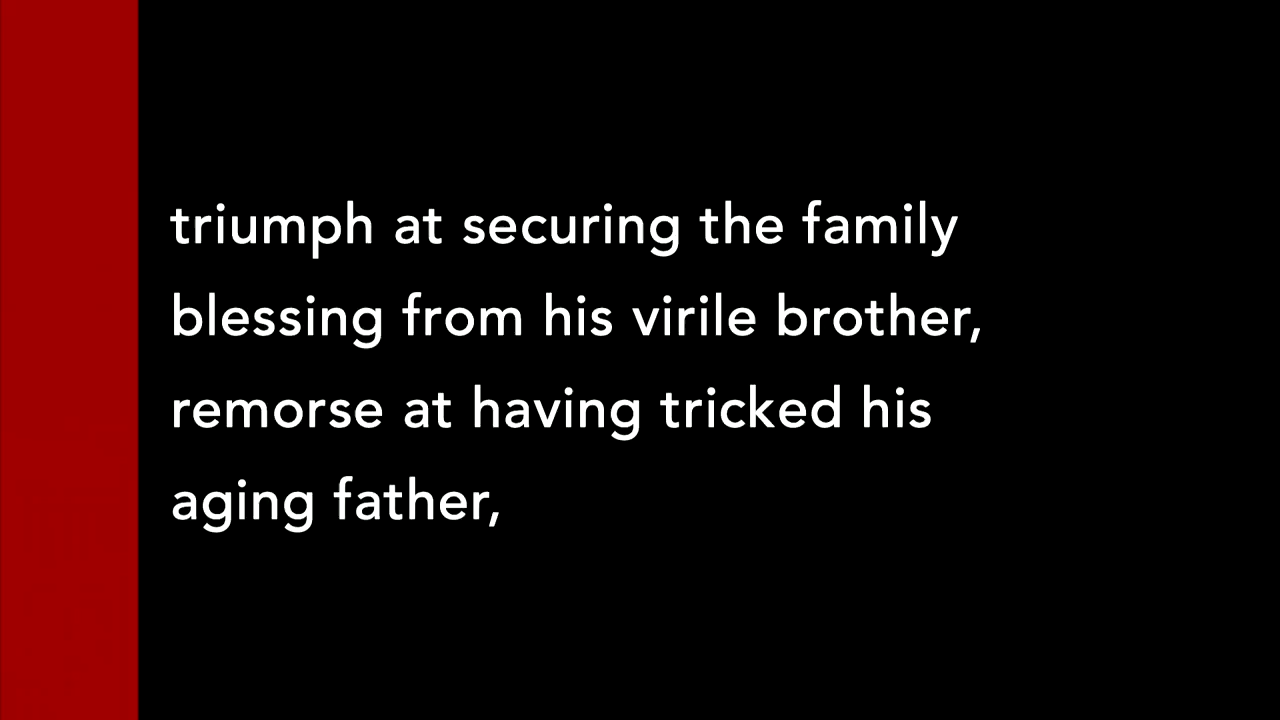 triumph at securing the family
blessing from his virile brother,
remorse at having tricked his
aging father,